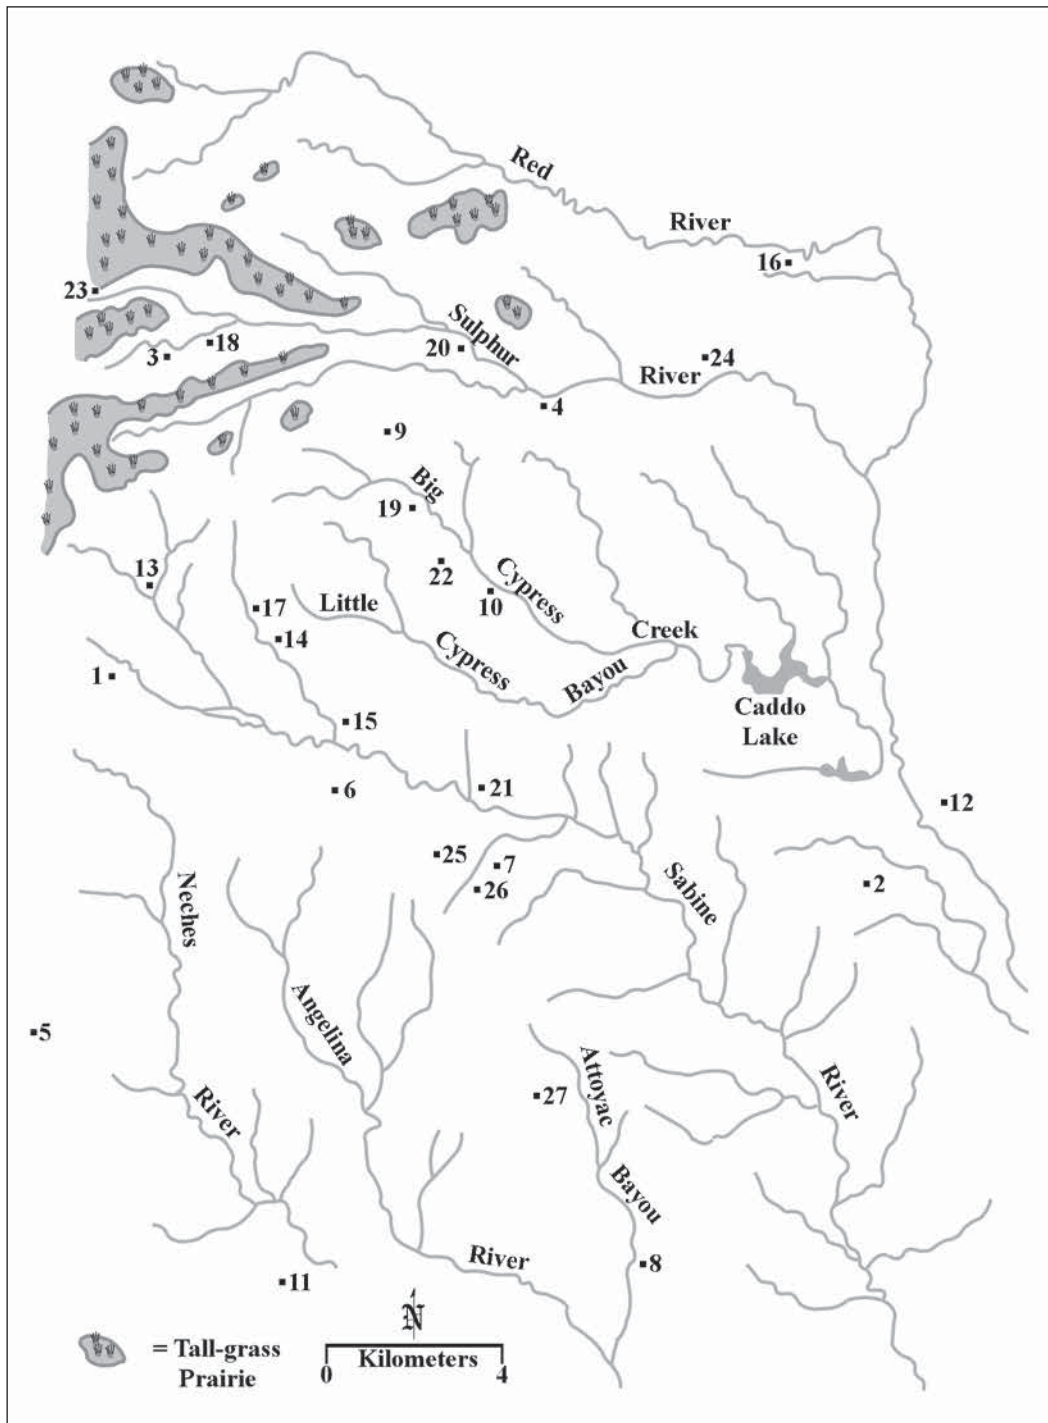 Red
River
16
23
Sulphur
18
20
3
24
River
4
9
Big
19
13
22
Cypress
10
17
Little
14
Creek
Cypress
Bayou
1
Caddo
Lake
15
6
21
12
25
7
Sabine
2
26
Neches
Angelina
5
Attoyac
27
River
River
Bayou
River
8
11
N
= Tall-grass
Prairie
Kilometers
0 4